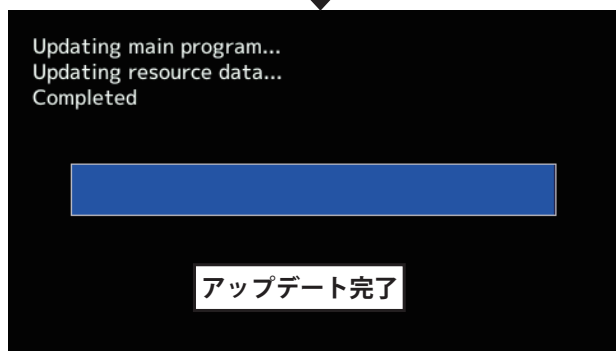 Updating main program...
Updating resource data...
Completed
アップデート完了